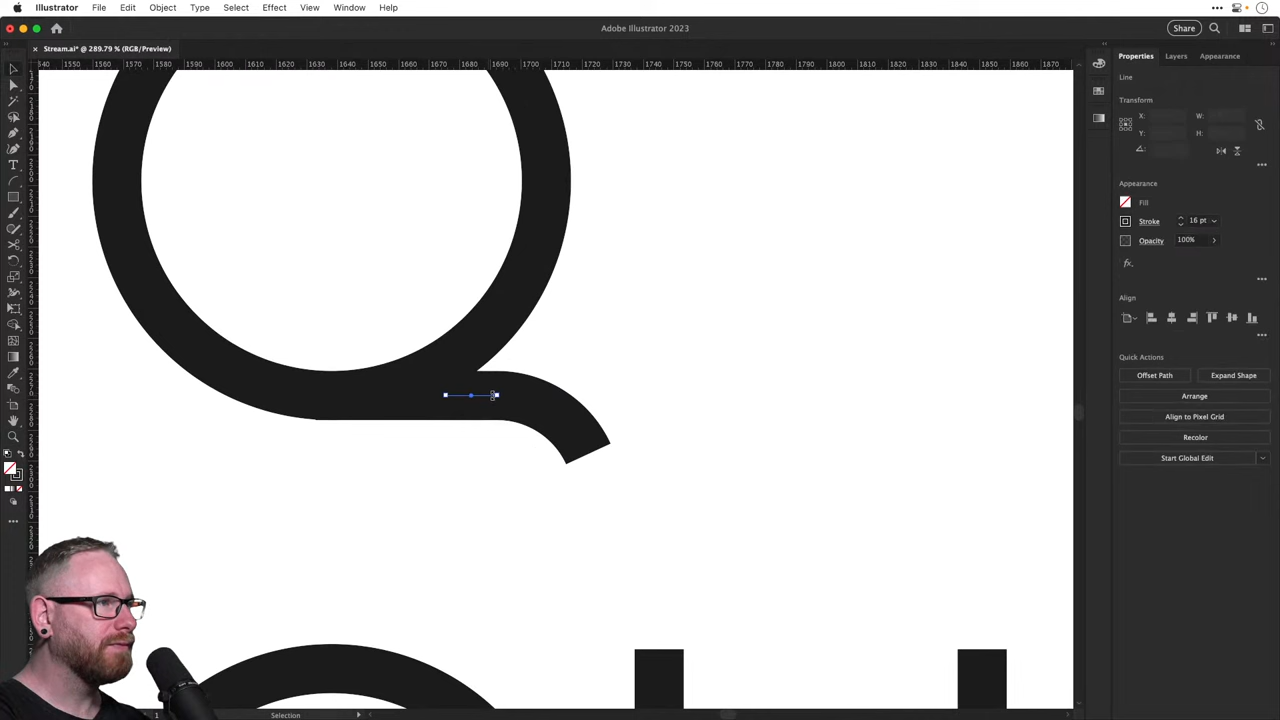 Illustrator File Edit Object Type Select Effect View Window Help
Adobe Illustrator 2023
Share
× Stream.ai* @ 289.79 % (RGB/Preview)
1550 1560 1570 1580 1590 1600 1610 1620 1630 1640 1650 1660 1670 1680 1690 1700 1710 1720 1730 1740 1750 1760 1770 1780 1790 1800 1810 1820 1830 1840 1850 1860 1870
Properties Layers Appearance
Line
Transform
X: W:
Y: H:
Appearance
Fill
Stroke 16 pt
Opacity 100%
fx.
Align
Quick Actions
Offset Path Expand Shape
Arrange
Align to Pixel Grid
Recolor
Start Global Edit
1 Selection